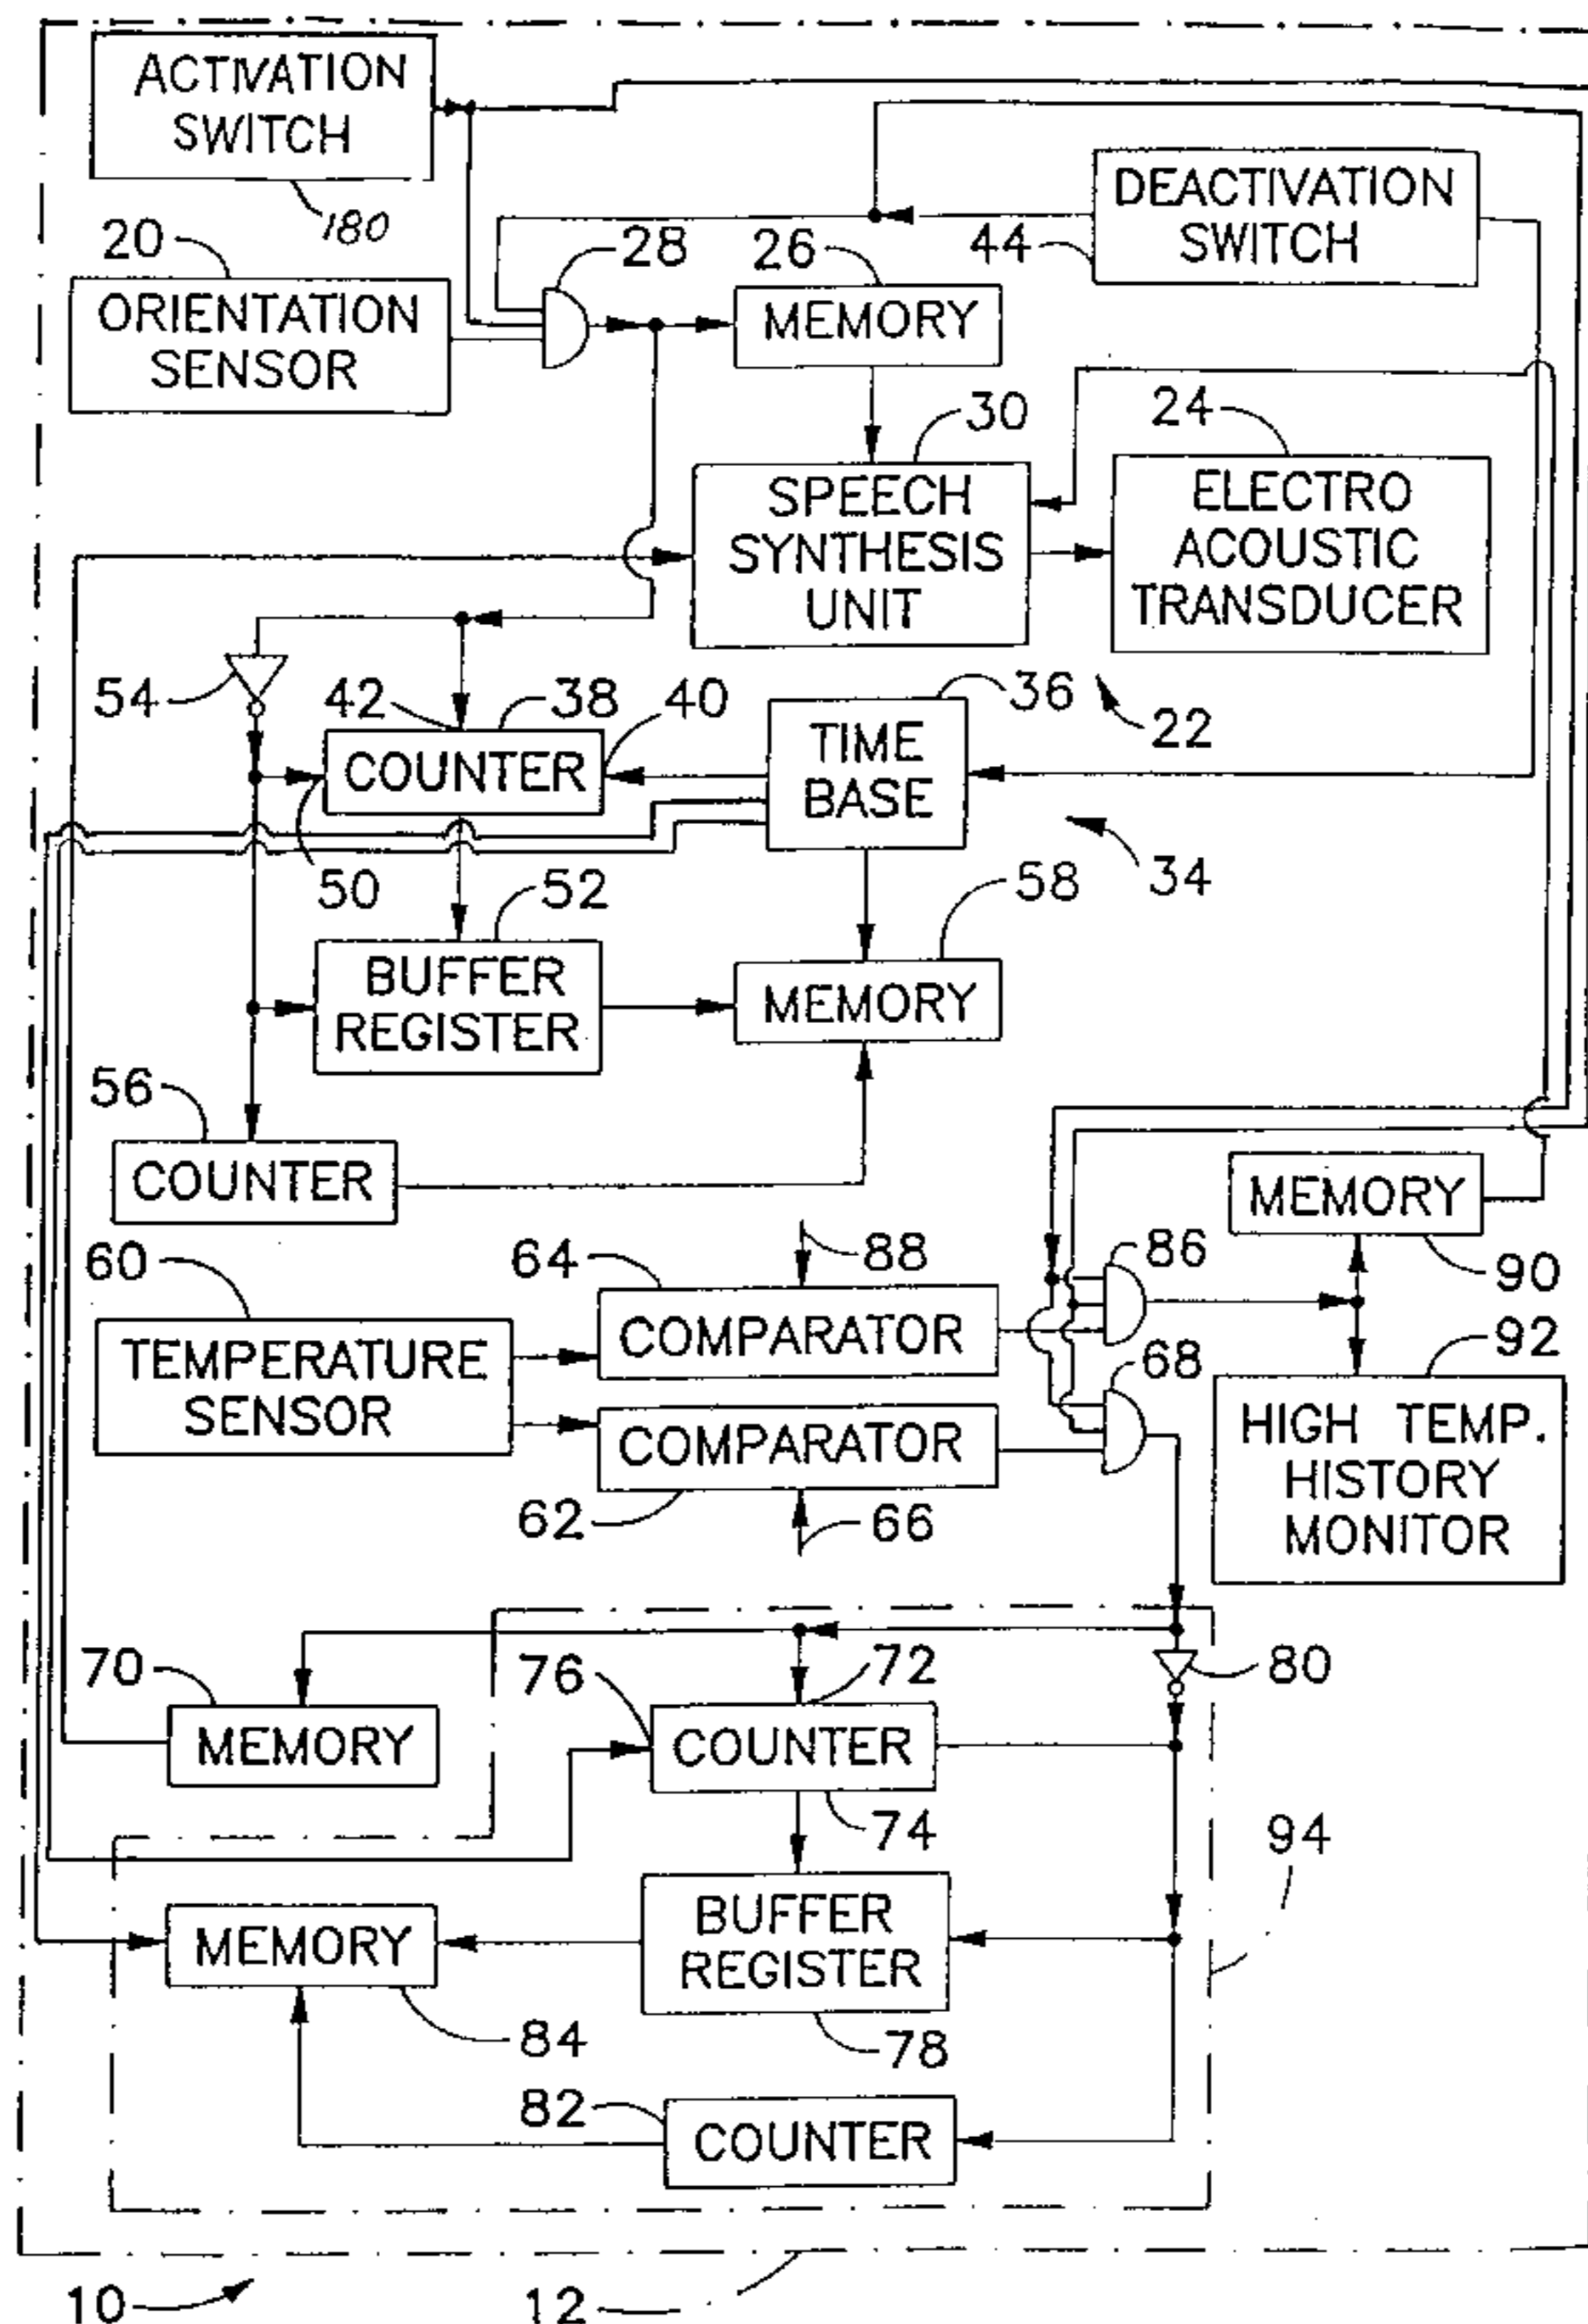 ACTIVATION
SWITCH
180
DEACTIVATION
SWITCH
44
20
ORIENTATION
SENSOR
28
26
MEMORY
30
SPEECH
SYNTHESIS
UNIT
24
ELECTRO
ACOUSTIC
TRANSDUCER
22
54
42
38
40
COUNTER
36
TIME
BASE
34
50
52
BUFFER
REGISTER
58
MEMORY
56
COUNTER
60
TEMPERATURE
SENSOR
64
88
COMPARATOR
COMPARATOR
62
66
86
68
MEMORY
90
92
HIGH TEMP.
HISTORY
MONITOR
70
MEMORY
76
72
COUNTER
74
80
94
MEMORY
84
BUFFER
REGISTER
78
82
COUNTER
10
12